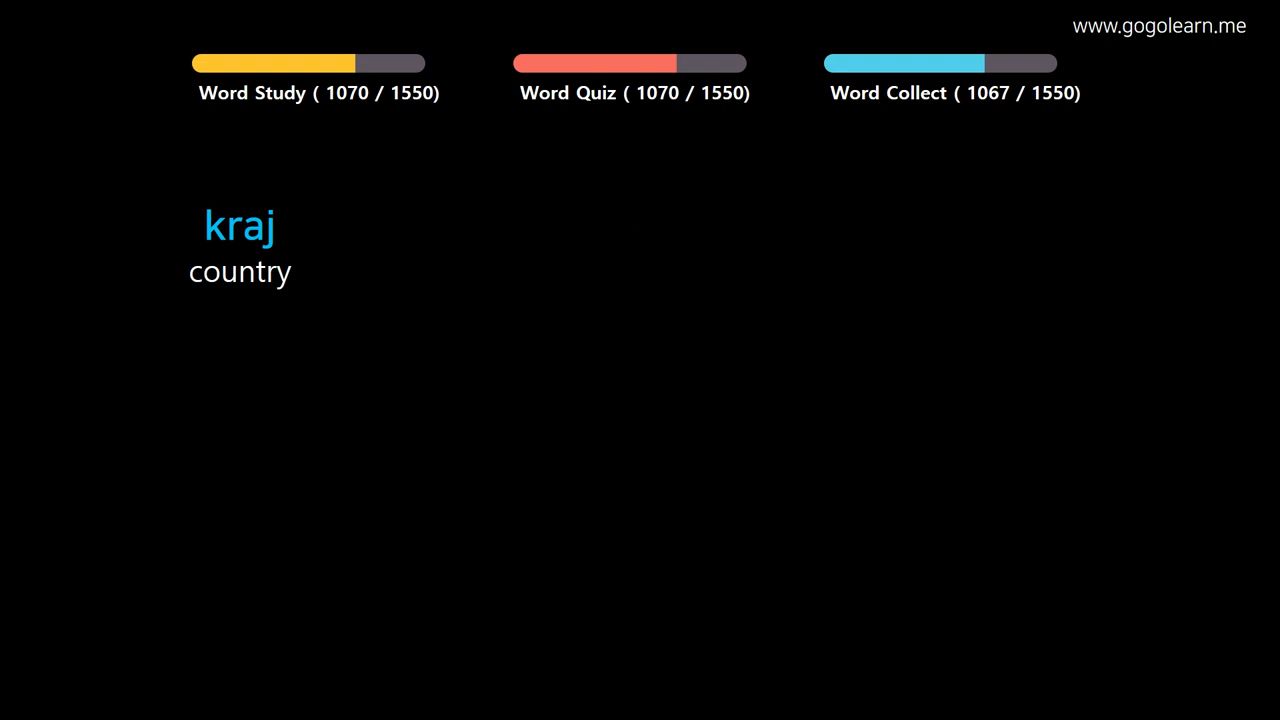 www.gogolearn.me
Word Study ( 1070 / 1550)
Word Quiz ( 1070 / 1550)
Word Collect ( 1067 / 1550)
kraj
country